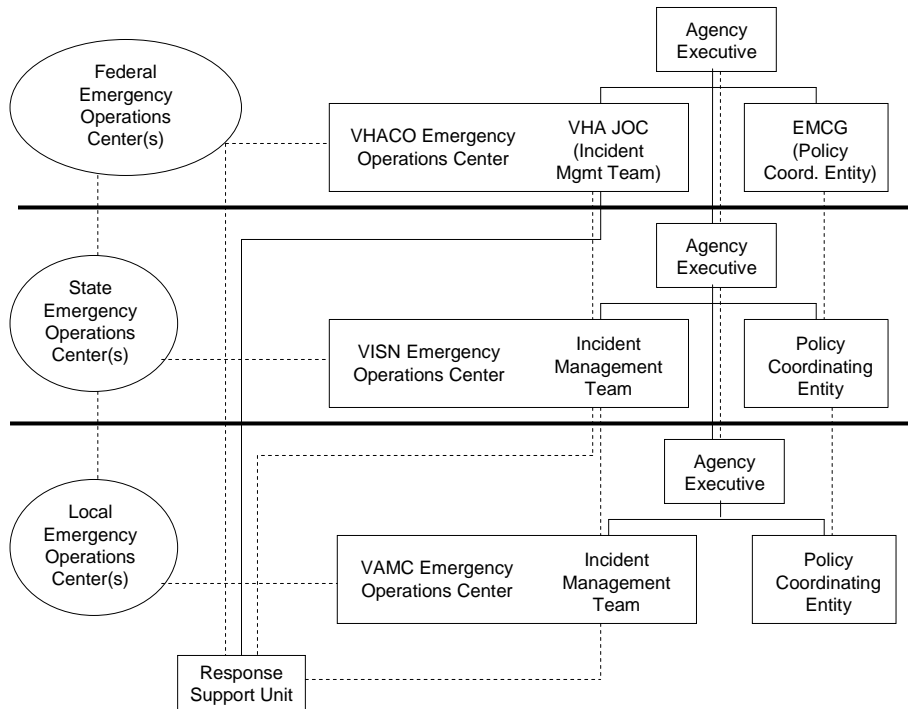 Agency
Executive
Federal
Emergency
Operations
Center(s)
VHACO Emergency
Operations Center
VHA JOC
(Incident
Mgmt Team)
EMCG
(Policy
Coord. Entity)
Agency
Executive
State
Emergency
Operations
Center(s)
VISN Emergency
Operations Center
Incident
Management
Team
Policy
Coordinating
Entity
Agency
Executive
Local
Emergency
Operations
Center(s)
VAMC Emergency
Operations Center
Incident
Management
Team
Policy
Coordinating
Entity
Response
Support Unit